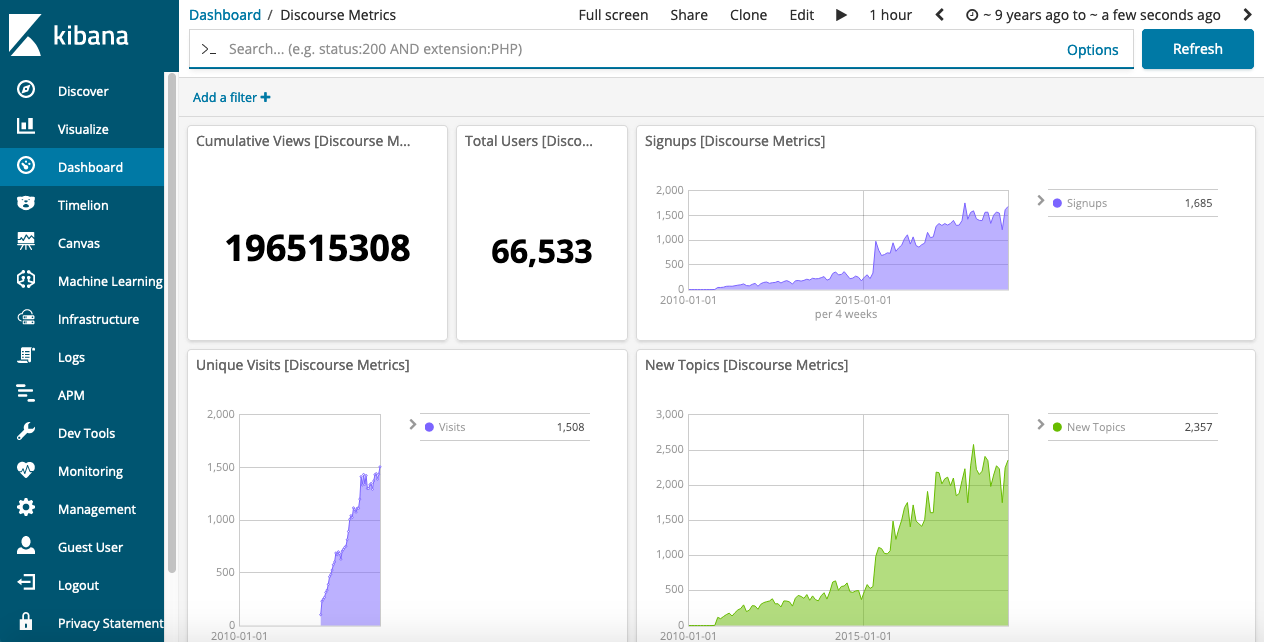 kibana
Discover
Visualize
Dashboard
Timelion
Canvas
Machine Learning
Infrastructure
Logs
APM
Dev Tools
Monitoring
Management
Guest User
Logout
Privacy Statement
Dashboard / Discourse Metrics Full screen Share Clone Edit 1 hour ~ 9 years ago to ~ a few seconds ago
>_ Search... (e.g. status:200 AND extension:PHP) Options Refresh
Add a filter +
Cumulative Views [Discourse M...
196515308
Total Users [Disco...
66,533
Signups [Discourse Metrics]
2,000
1,500
1,000
500
0
2010-01-01 2015-01-01
per 4 weeks
Signups 1,685
Unique Visits [Discourse Metrics]
2,000
1,500
1,000
500
0
2010-01-01
Visits 1,508
New Topics [Discourse Metrics]
3,000
2,500
2,000
1,500
1,000
500
0
2010-01-01 2015-01-01
New Topics 2,357